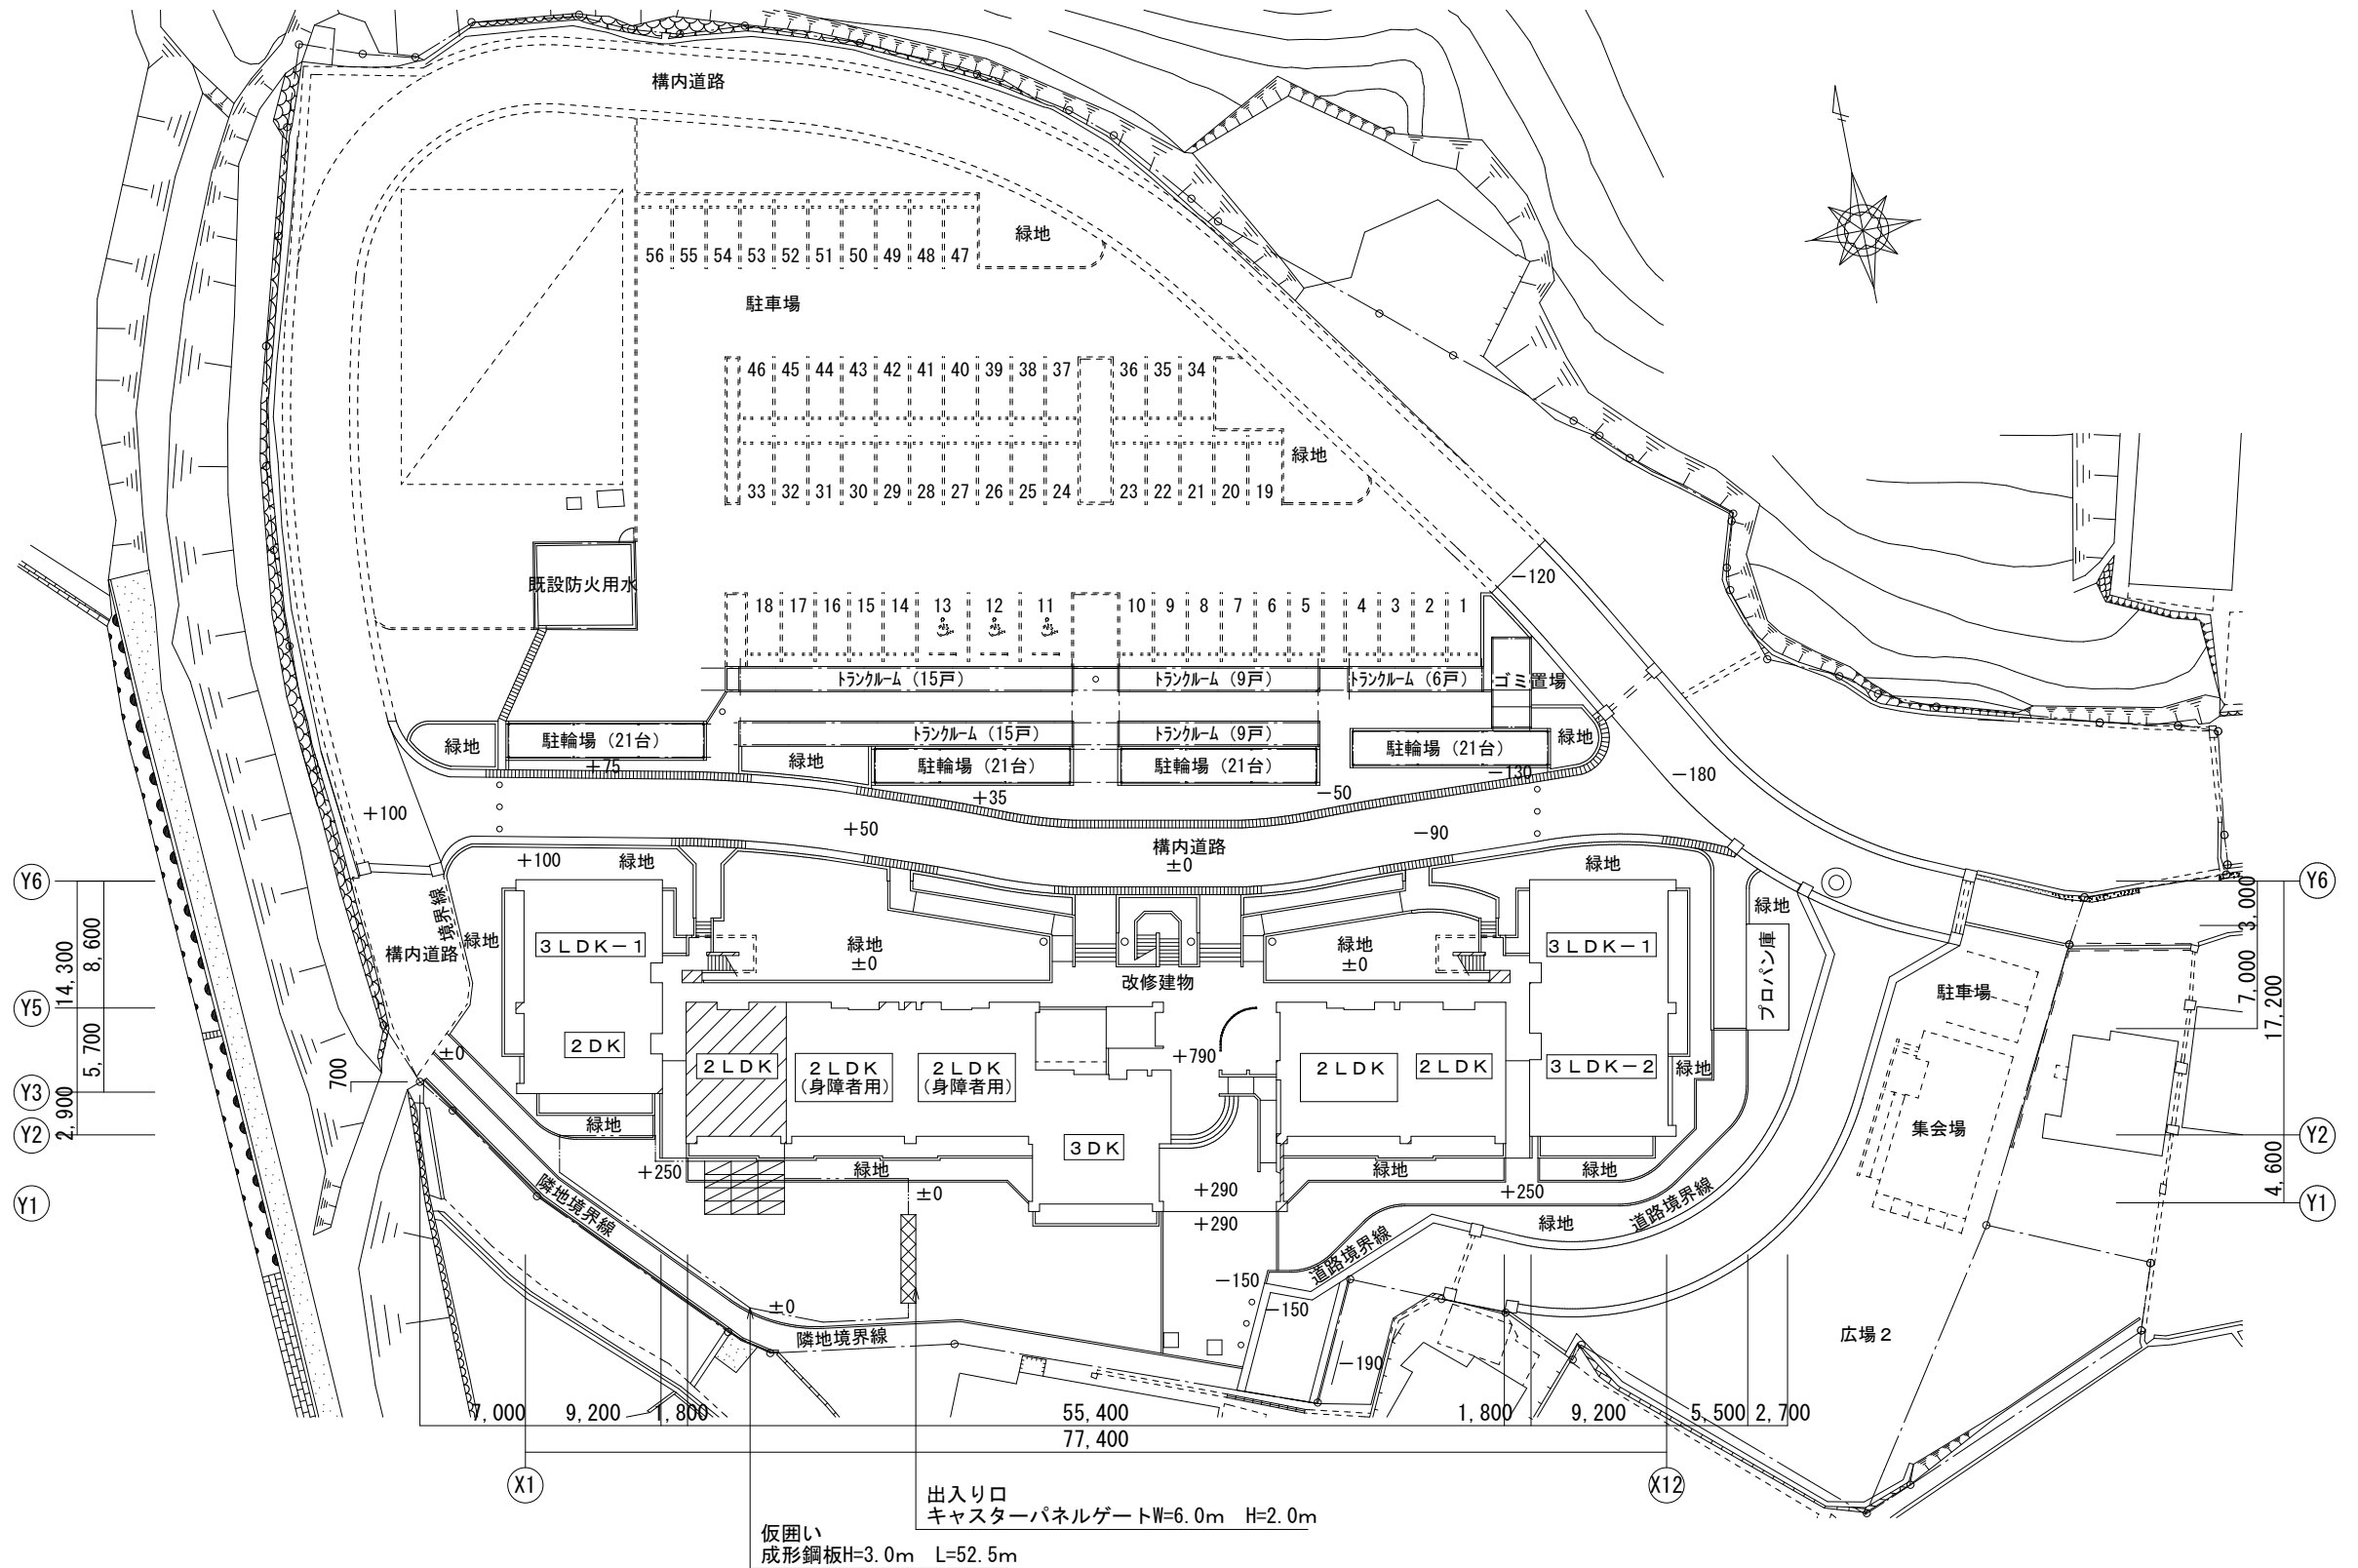 構内道路
緑地
56 55 54 53 52 51 50 49 48 47
駐車場
46 45 44 43 42 41 40 39 38 37 36 35 34
緑地
33 32 31 30 29 28 27 26 25 24 23 22 21 20 19
−120
既設防火用水
18 17 16 15 14 13 12 11 10 9 8 7 6 5 4 3 2 1
トランクルーム（15戸） トランクルーム（9戸） トランクルーム（6戸） ゴミ置場
トランクルーム（15戸） トランクルーム（9戸）
緑地 駐輪場（21台） 緑地 駐輪場（21台） 駐輪場（21台） 駐輪場（21台） 緑地
+75 −130 −180
+35 −50
+100 +50 −90
構内道路
±0
+100 緑地 緑地
Y6 Y6
境界線
緑地
緑地
構内道路
3LDK−1
緑地
±0
緑地
±0
3LDK−1
プロパン庫
改修建物
駐車場
8,600
14,300
5,700
2,900
3,000
7,000
17,200
4,600
Y5
±0
2DK
+790
700
2LDK
2LDK
（身障者用）
2LDK
（身障者用）
2LDK
2LDK
3LDK−2
緑地
Y3
緑地
集会場
Y2 Y2
3DK
+250 緑地 緑地 緑地
±0 +290 +250
Y1 Y1
隣地境界線
+290
緑地
道路境界線
道路境界線
−150
−150
±0
隣地境界線
広場2
−190
7,000 9,200 1,800 55,400 1,800 9,200 5,500 2,700
77,400
X1 X12
出入り口
キャスターパネルゲートW=6.0m H=2.0m
仮囲い
成形鋼板H=3.0m L=52.5m